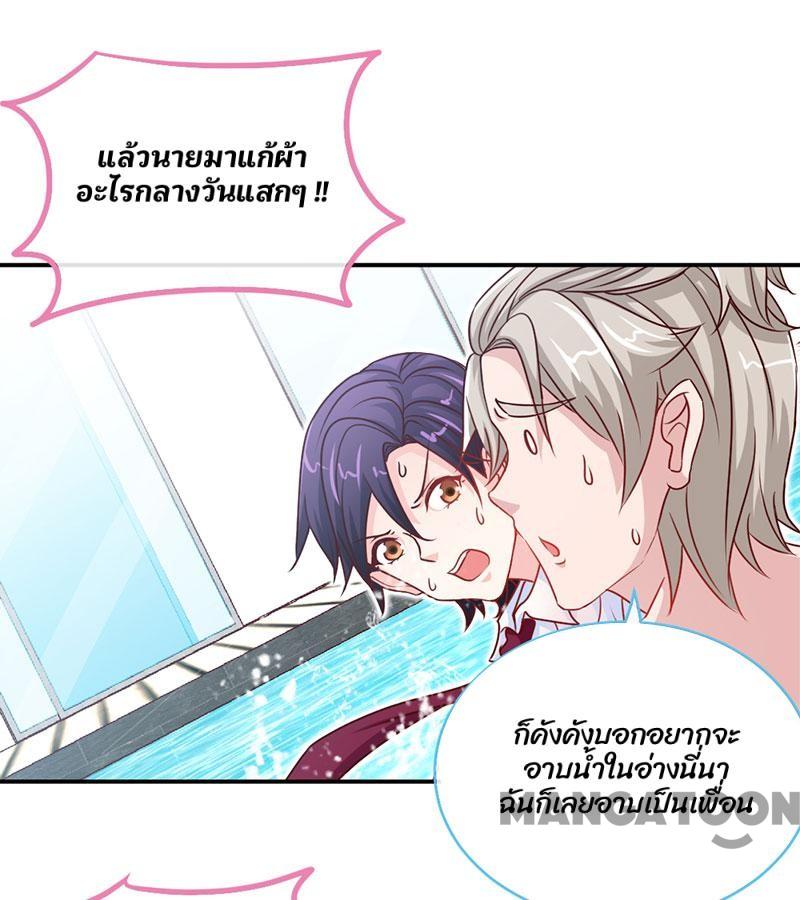 แล้วนายมาแก้ผ้า
อะไรกลางวันแสกๆ !!
ก็คังคังบอกอยากจะ
อาบน้ำในอ่างนี่นา
ฉันก็เลยอาบเป็นเพื่อน
MANGATOON